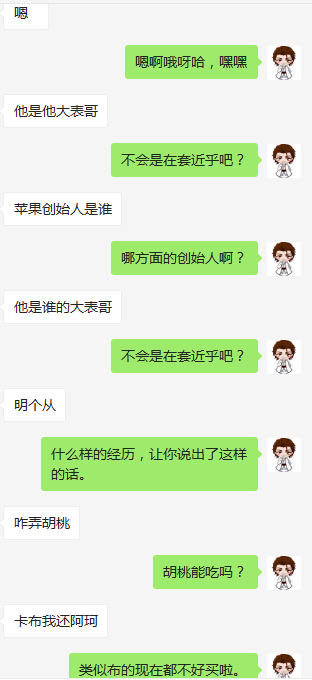 嗯
嗯啊哦呀哈，嘿嘿
他是他大表哥
不会是在套近乎吧？
苹果创始人是谁
哪方面的创始人啊？
他是谁的大表哥
不会是在套近乎吧？
明个从
什么样的经历，让你说出了这样
的话。
咋弄胡桃
胡桃能吃吗？
卡布我还阿珂
类似布的现在都不好买啦。